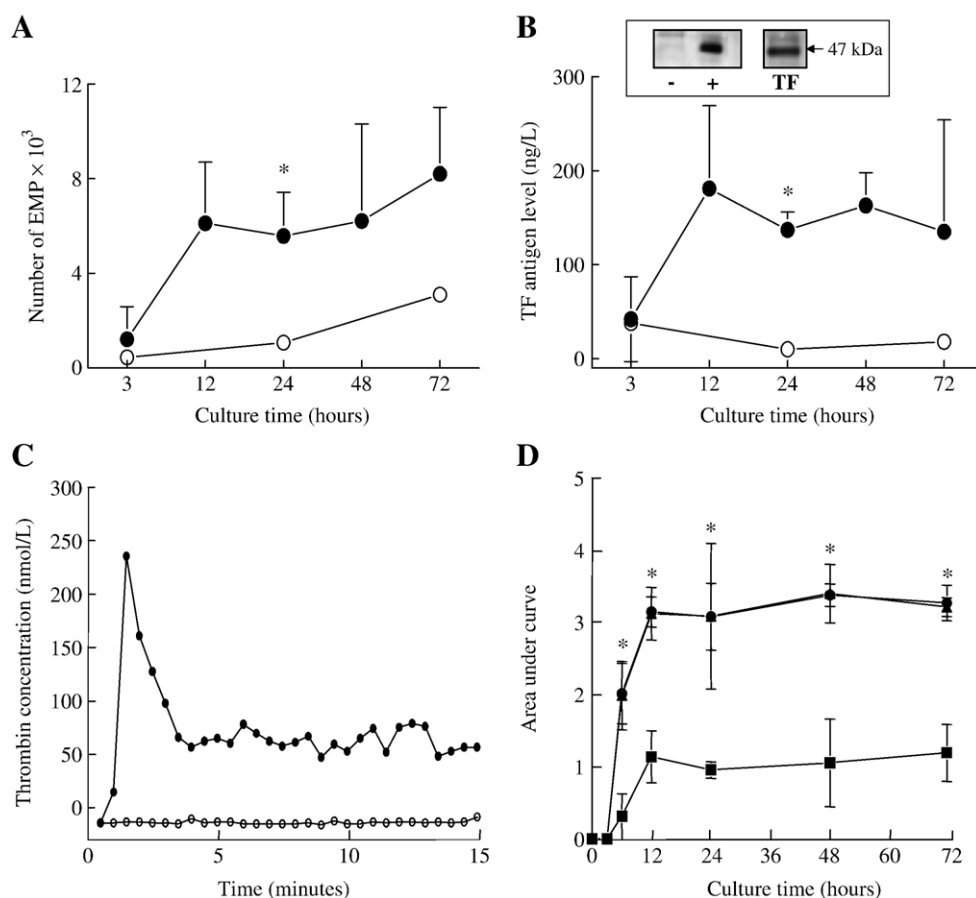 A
Number of EMP × 10³
12
8
4
0
3 12 24 48 72
*
Culture time (hours)
B
- + TF
47 kDa
TF antigen level (ng/L)
300
200
100
0
3 12 24 48 72
*
Culture time (hours)
C
Thrombin concentration (nmol/L)
300
250
200
150
100
50
0
0 5 10 15
Time (minutes)
D
Area under curve
5
4
3
2
1
0
* * * * *
0 12 24 36 48 60 72
Culture time (hours)